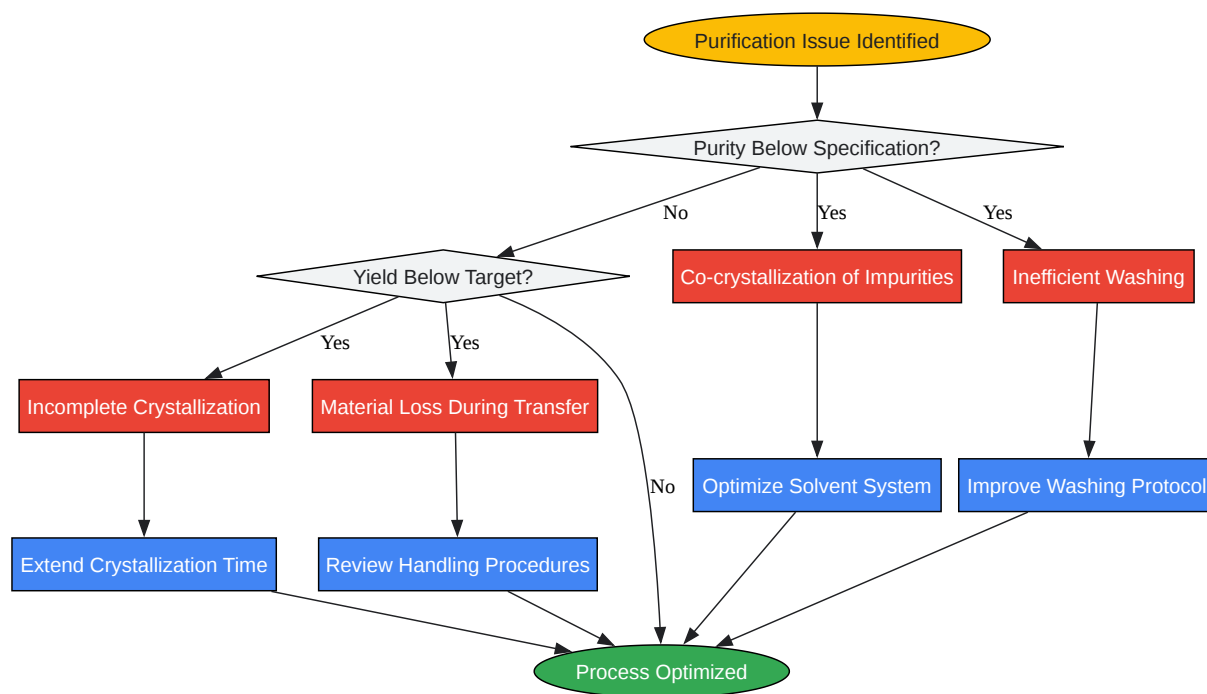 Purification Issue Identified
Purity Below Specification?
No
Yes
Yes
Yield Below Target?
Co-crystallization of Impurities
Inefficient Washing
Yes
Yes
Incomplete Crystallization
Material Loss During Transfer
No
Optimize Solvent System
Improve Washing Protocol
Extend Crystallization Time
Review Handling Procedures
Process Optimized